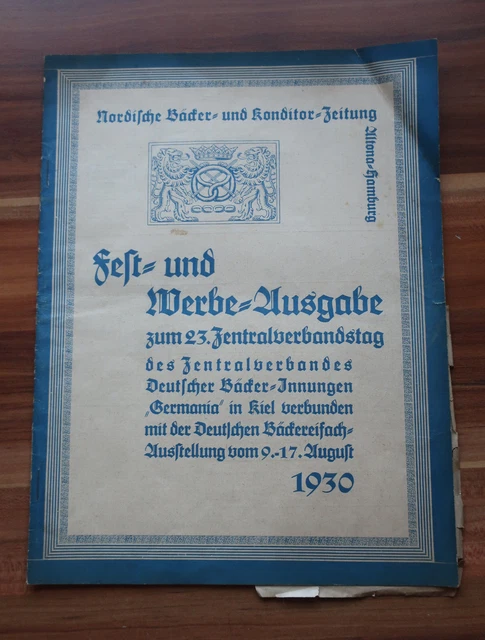 Nordische Bäcker- und Konditor-Zeitung
Altona-Hamburg
Fest- und
Werbe-Ausgabe
zum 23. Zentralverbandstag
des Zentralverbandes
Deutscher Bäcker-Innungen
„Germania" in Kiel verbunden
mit der Deutschen Bäckereifach-
Ausstellung vom 9.-17. August
1930